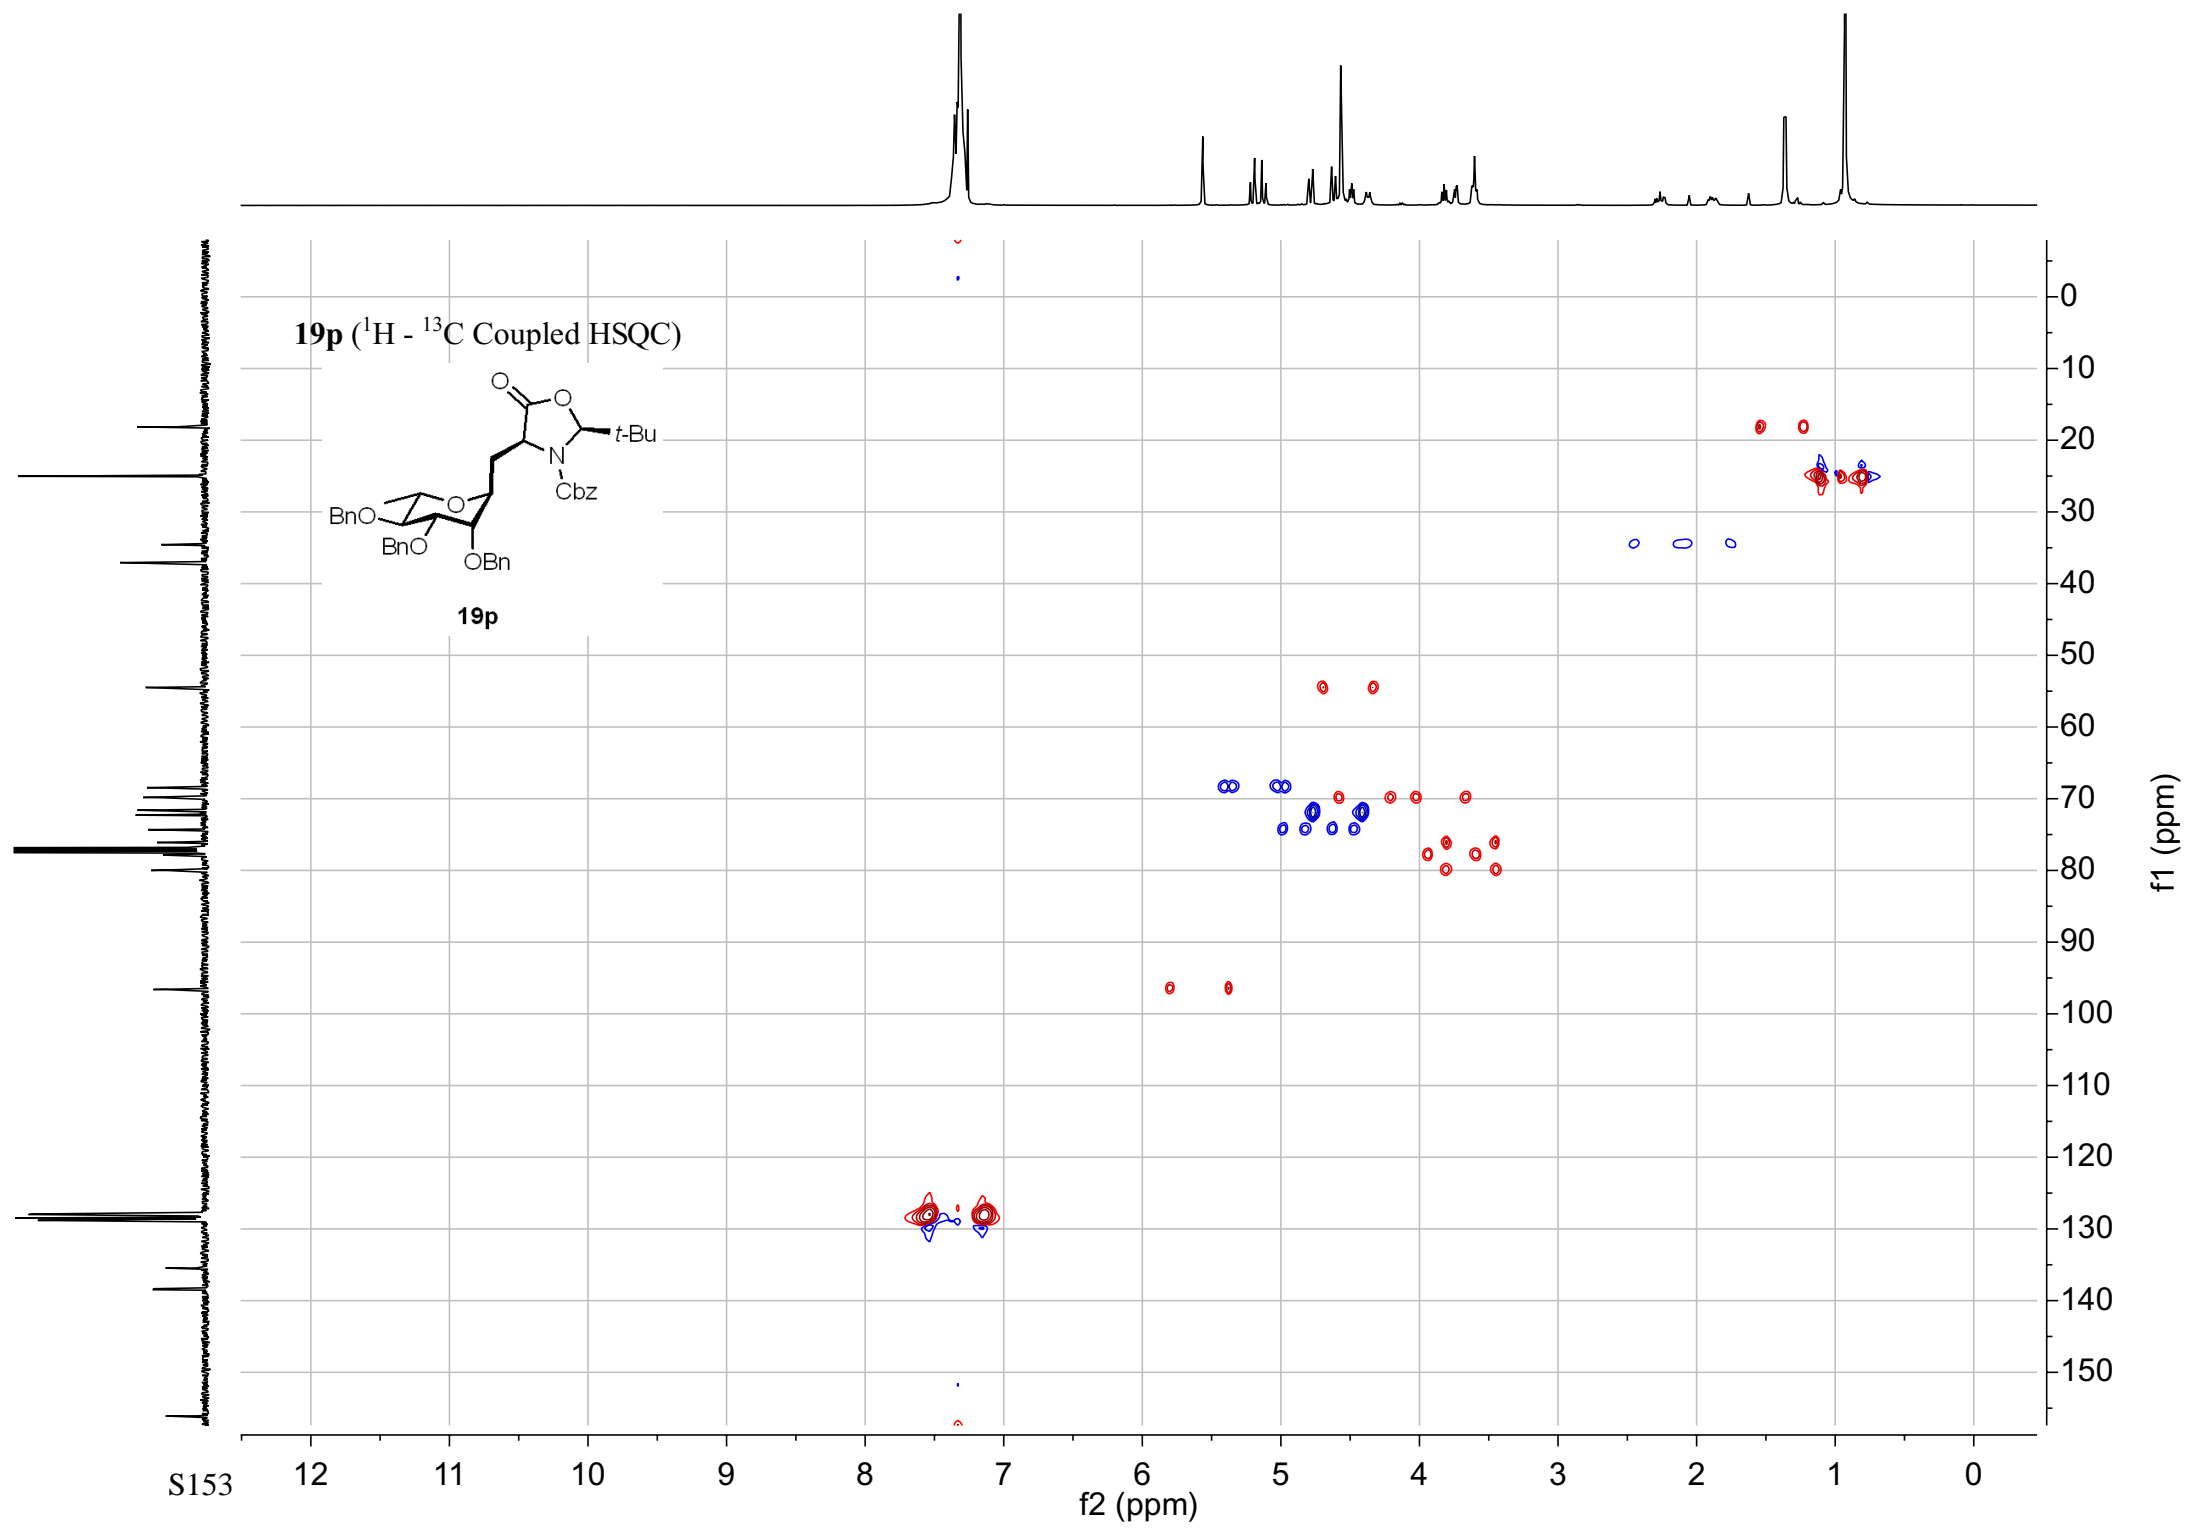 19p (¹H - ¹³C Coupled HSQC)
O
O
t-Bu
N
Cbz
O
BnO
BnO
OBn
19p
0
10
20
30
40
50
60
70
80
90
100
110
120
130
140
150
f1 (ppm)
12 11 10 9 8 7 6 5 4 3 2 1 0
f2 (ppm)
S153